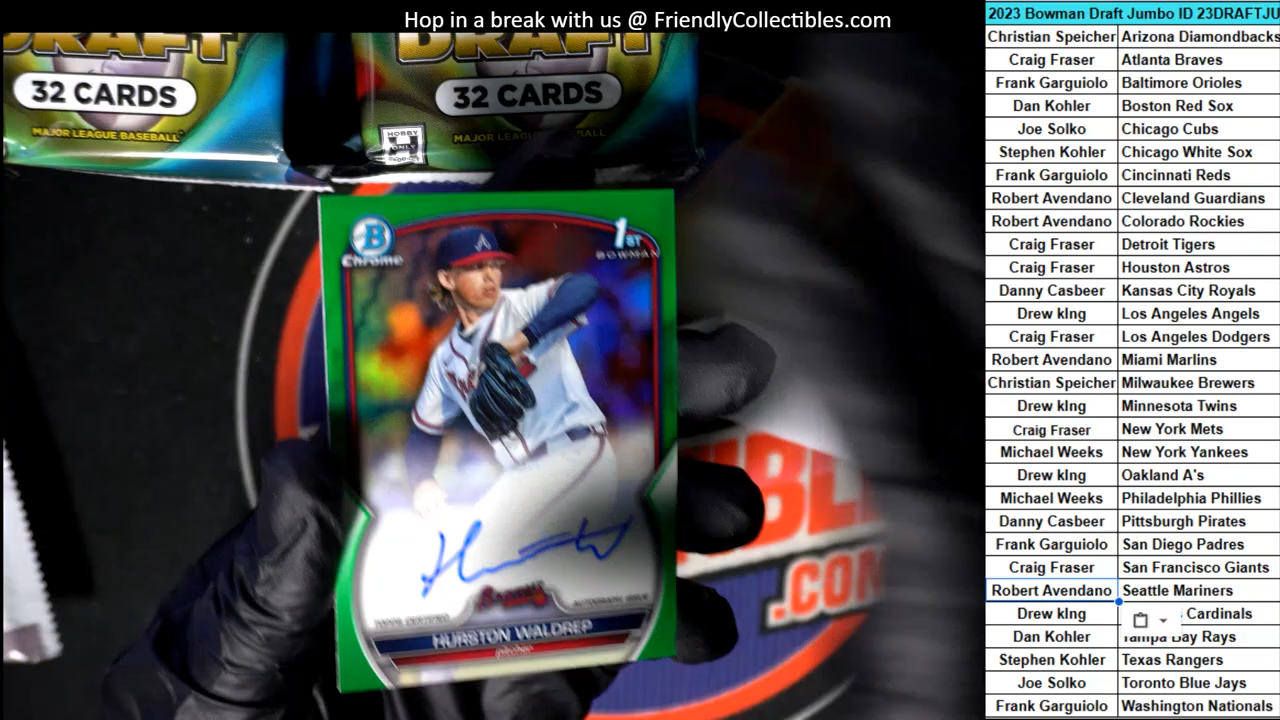 Hop in a break with us @ FriendlyCollectibles.com
DRAFT
32 CARDS
MAJOR LEAGUE BASEBALL
DRAFT
32 CARDS
MAJOR LEAGUE BALL
HOBBY
H
ONLY
B
Chrome
1ST
BOWMAN
Braves
HURSTON WALDREP
pitcher
BL
.CO
2023 Bowman Draft Jumbo ID 23DRAFTJU
Christian Speicher Arizona Diamondbacks
Craig Fraser Atlanta Braves
Frank Garguiolo Baltimore Orioles
Dan Kohler Boston Red Sox
Joe Solko Chicago Cubs
Stephen Kohler Chicago White Sox
Frank Garguiolo Cincinnati Reds
Robert Avendano Cleveland Guardians
Robert Avendano Colorado Rockies
Craig Fraser Detroit Tigers
Craig Fraser Houston Astros
Danny Casbeer Kansas City Royals
Drew kIng Los Angeles Angels
Craig Fraser Los Angeles Dodgers
Robert Avendano Miami Marlins
Christian Speicher Milwaukee Brewers
Drew kIng Minnesota Twins
Craig Fraser New York Mets
Michael Weeks New York Yankees
Drew kIng Oakland A's
Michael Weeks Philadelphia Phillies
Danny Casbeer Pittsburgh Pirates
Frank Garguiolo San Diego Padres
Craig Fraser San Francisco Giants
Robert Avendano Seattle Mariners
Drew kIng Cardinals
Dan Kohler Tampa Bay Rays
Stephen Kohler Texas Rangers
Joe Solko Toronto Blue Jays
Frank Garguiolo Washington Nationals